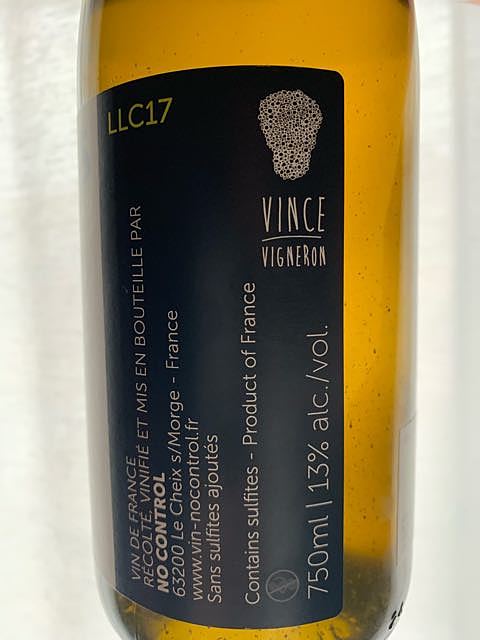 LLC17
VINCE
VIGNERON
VIN DE FRANCE
RÉCOLTÉ, VINIFIÉ ET MIS EN BOUTEILLE PAR
NO CONTROL
63200 Le Cheix s/Morge - France
www.vin-nocontrol.fr
Sans sulfites ajoutés
Contains sulfites - Product of France
750ml | 13% alc./vol.